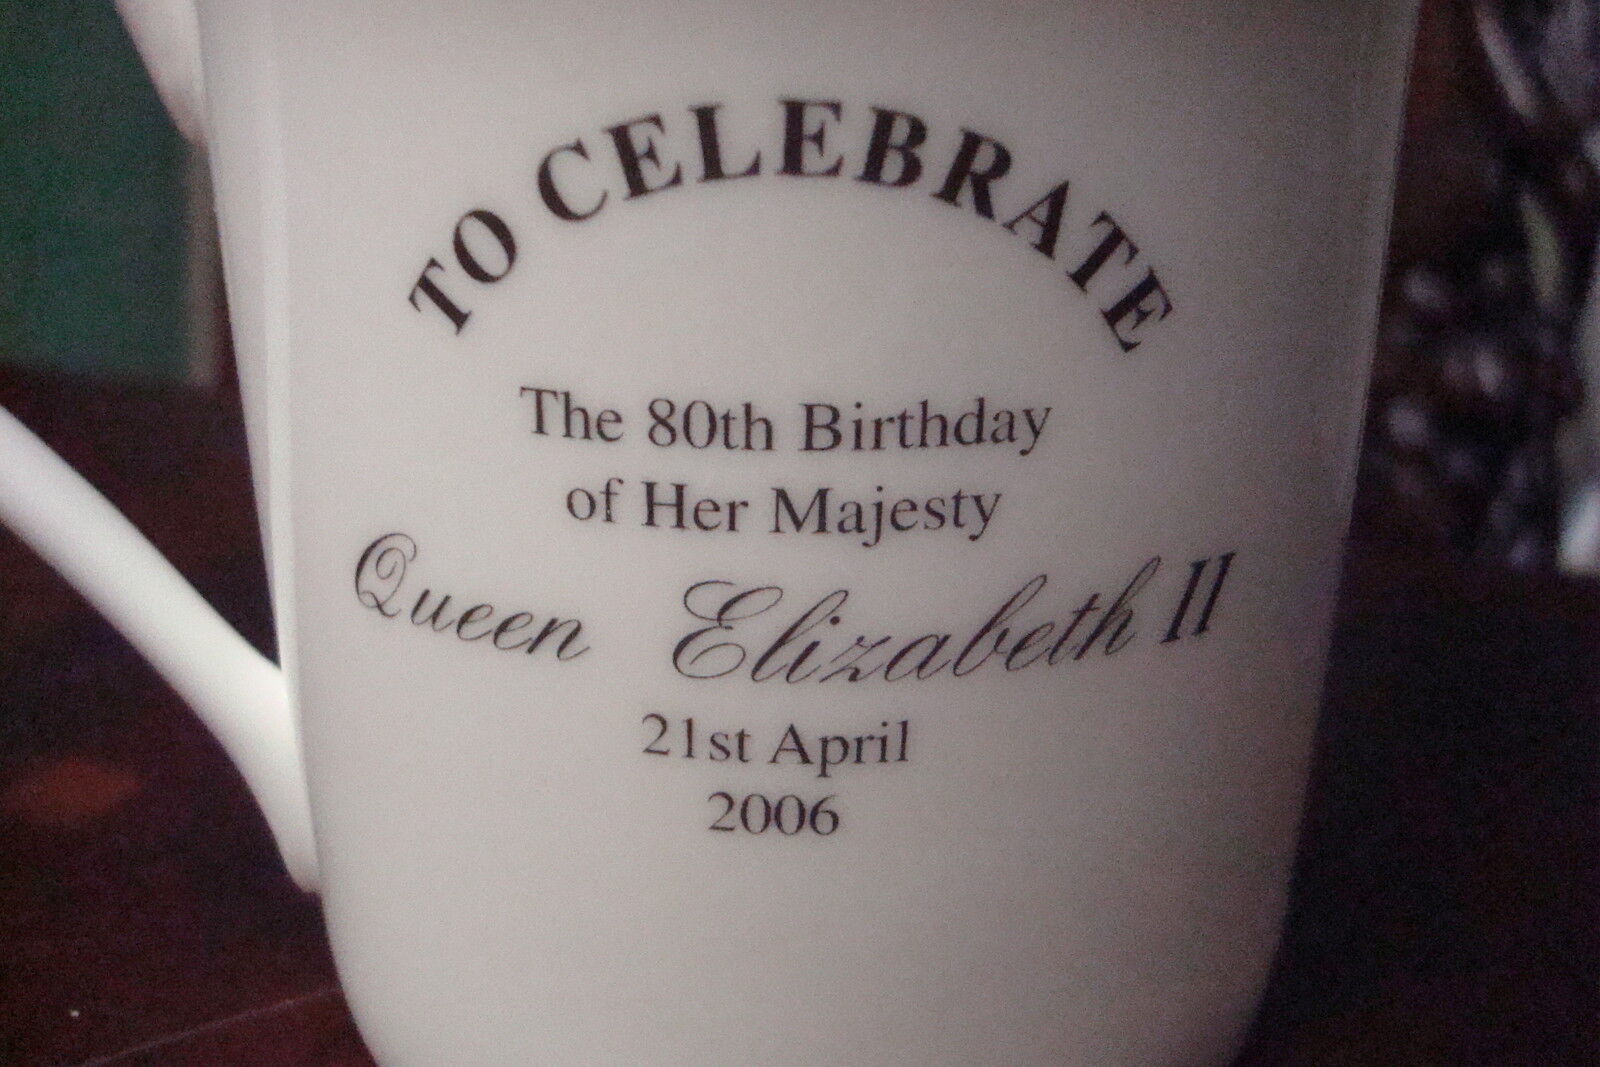 TO CELEBRATE
The 80th Birthday
of Her Majesty
Queen Elizabeth II
21st April
2006